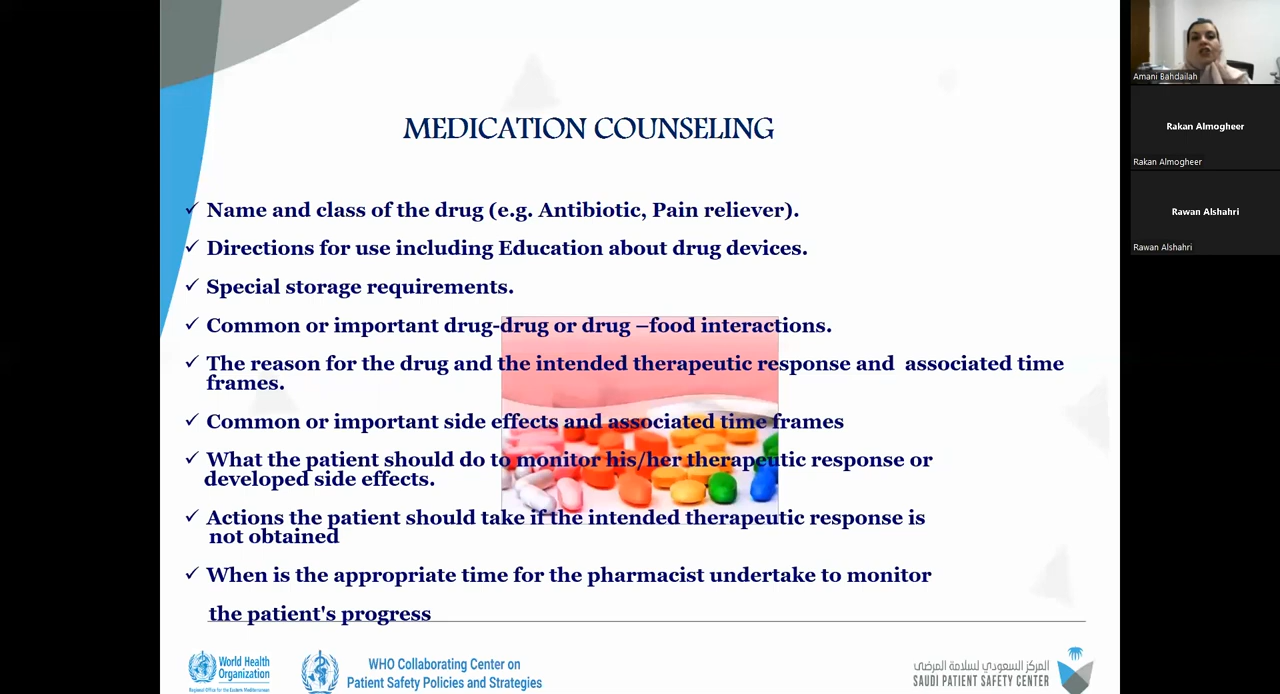 MEDICATION COUNSELING
✓ Name and class of the drug (e.g. Antibiotic, Pain reliever).
✓ Directions for use including Education about drug devices.
✓ Special storage requirements.
✓ Common or important drug-drug or drug –food interactions.
✓ The reason for the drug and the intended therapeutic response and associated time
frames.
✓ Common or important side effects and associated time frames
✓ What the patient should do to monitor his/her therapeutic response or
developed side effects.
✓ Actions the patient should take if the intended therapeutic response is
not obtained
✓ When is the appropriate time for the pharmacist undertake to monitor
the patient's progress
World Health
Organization
Regional Office for the Eastern Mediterranean
WHO Collaborating Center on
Patient Safety Policies and Strategies
المركز السعودي لسلامة المرضى
SAUDI PATIENT SAFETY CENTER
Amani Bahdailah
Rakan Almogheer
Rakan Almogheer
Rawan Alshahri
Rawan Alshahri